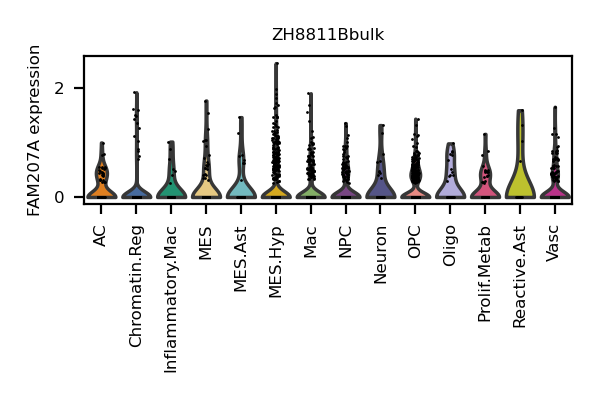 ZH8811Bbulk
FAM207A expression
2
0
AC
Chromatin.Reg
Inflammatory.Mac
MES
MES.Ast
MES.Hyp
Mac
NPC
Neuron
OPC
Oligo
Prolif.Metab
Reactive.Ast
Vasc